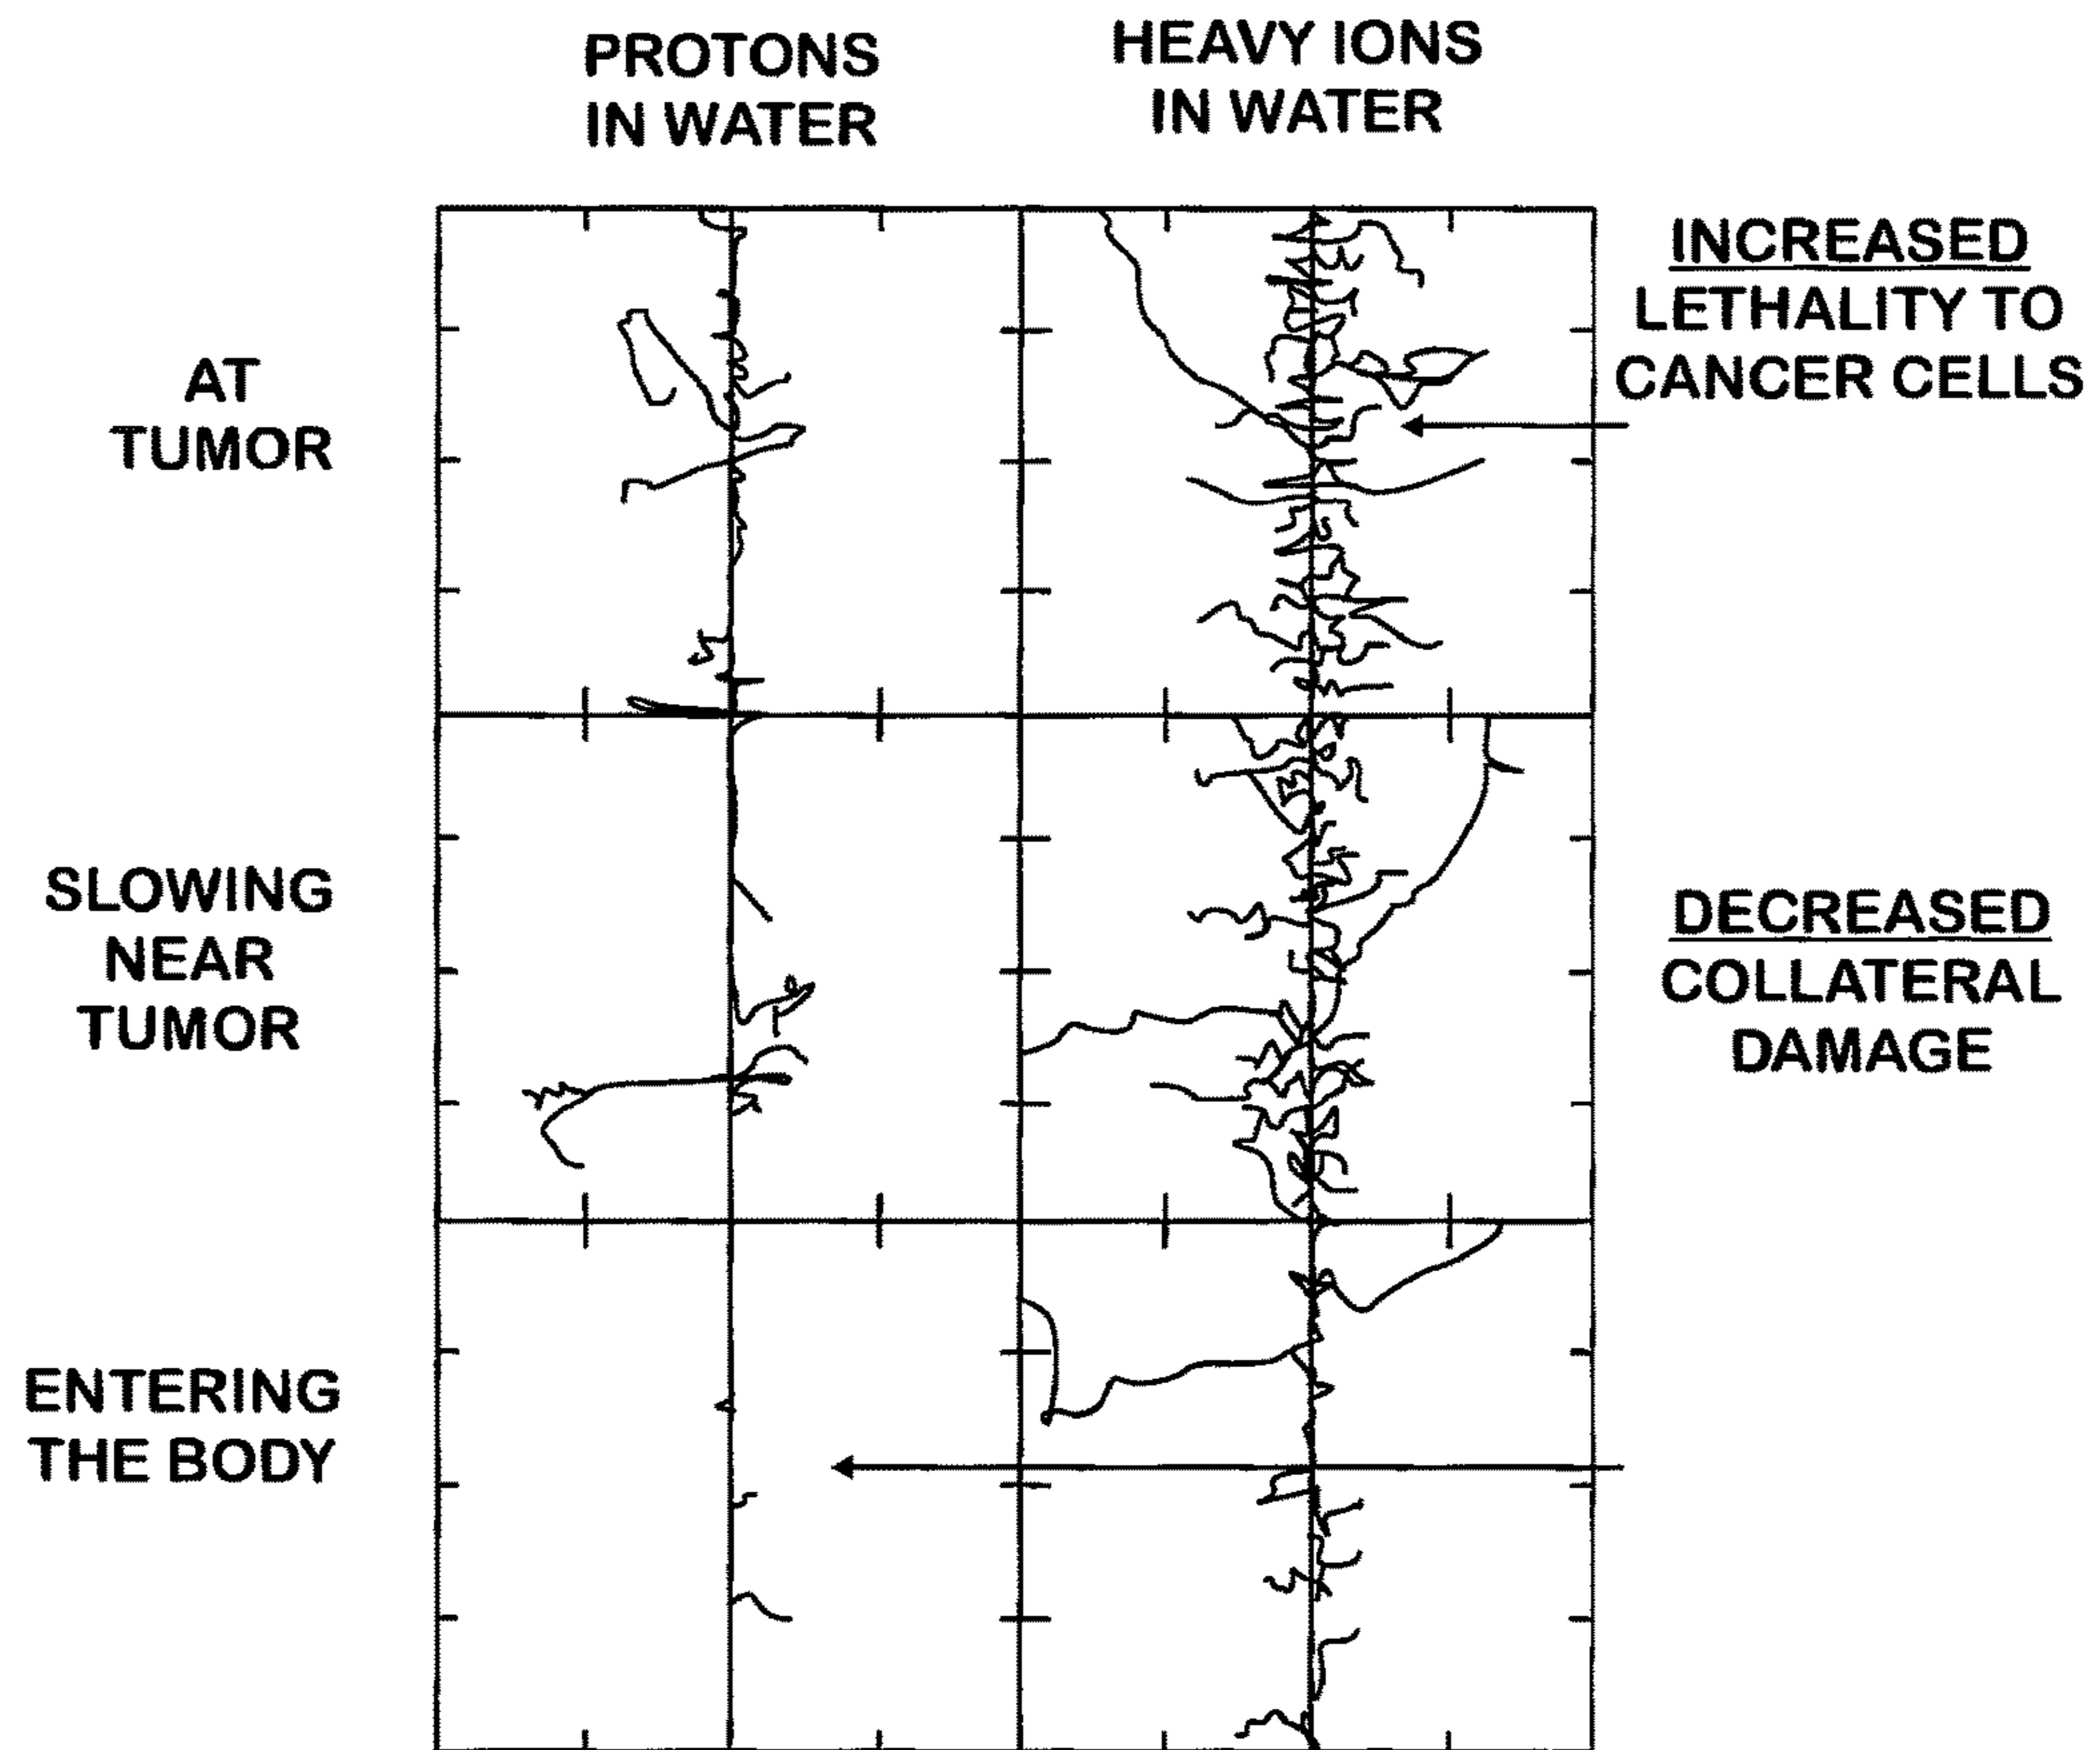 PROTONS
IN WATER
HEAVY IONS
IN WATER
AT
TUMOR
INCREASED
LETHALITY TO
CANCER CELLS
SLOWING
NEAR
TUMOR
DECREASED
COLLATERAL
DAMAGE
ENTERING
THE BODY